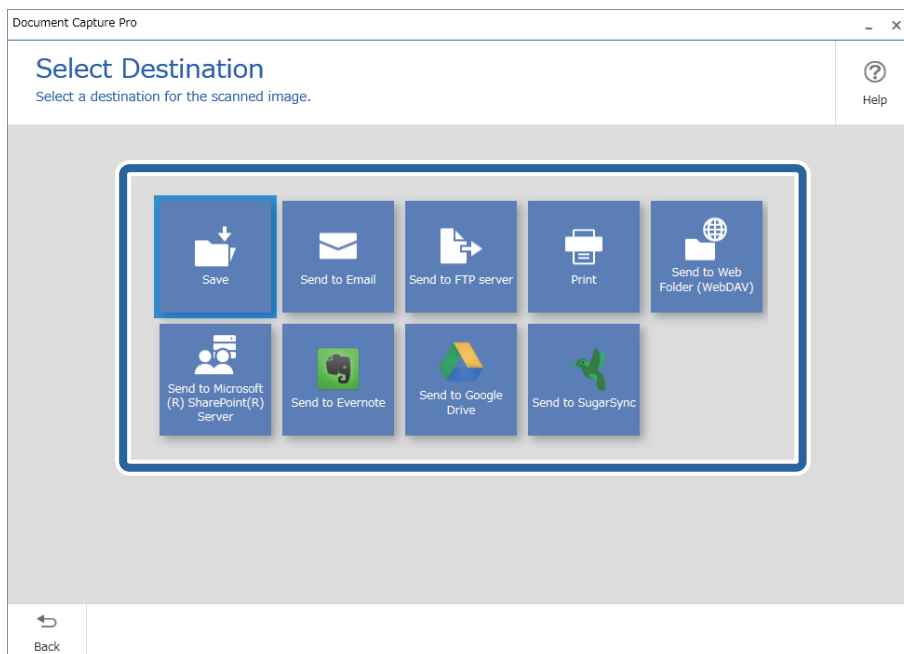 Document Capture Pro
Select Destination
Select a destination for the scanned image.
Help
Save
Send to Email
Send to FTP server
Print
Send to Web
Folder (WebDAV)
Send to Microsoft
(R) SharePoint(R)
Server
Send to Evernote
Send to Google
Drive
Send to SugarSync
Back